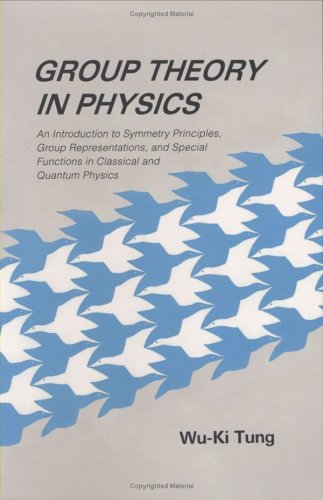 Copyrighted Material
GROUP THEORY
IN PHYSICS
An Introduction to Symmetry Principles,
Group Representations, and Special
Functions in Classical and
Quantum Physics
Wu-Ki Tung
Copyrighted Material